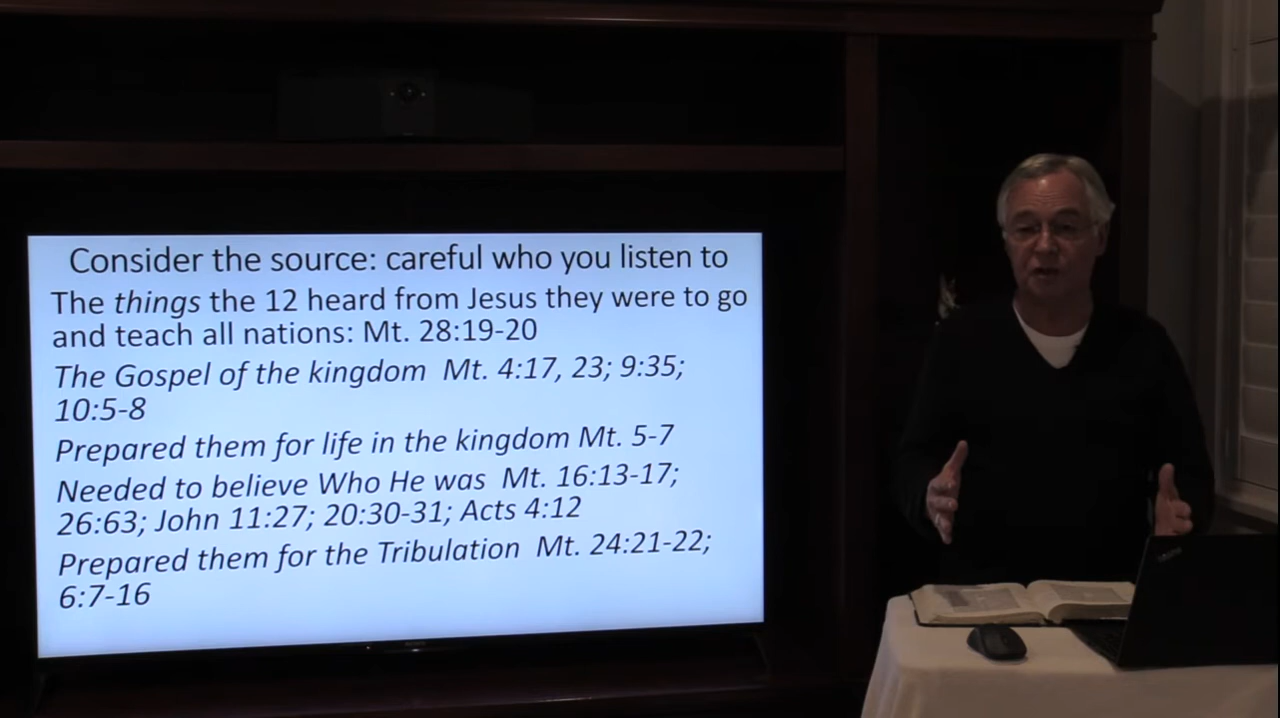 Consider the source: careful who you listen to
The things the 12 heard from Jesus they were to go
and teach all nations: Mt. 28:19-20
The Gospel of the kingdom Mt. 4:17, 23; 9:35;
10:5-8
Prepared them for life in the kingdom Mt. 5-7
Needed to believe Who He was Mt. 16:13-17;
26:63; John 11:27; 20:30-31; Acts 4:12
Prepared them for the Tribulation Mt. 24:21-22;
6:7-16